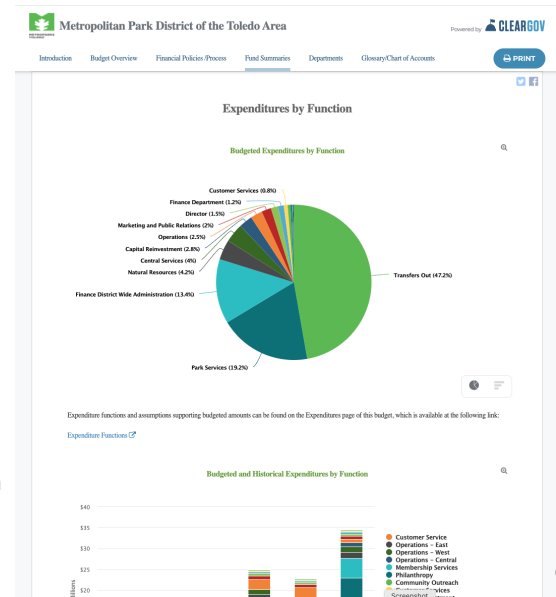 Metropolitan Park District of the Toledo Area
Powered by CLEARGOV
METROPARKS
TOLEDO
Introduction Budget Overview Financial Policies /Process Fund Summaries Departments Glossary/Chart of Accounts PRINT
Expenditures by Function
Budgeted Expenditures by Function
Customer Services (0.8%)
Finance Department (1.2%)
Director (1.5%)
Marketing and Public Relations (2%)
Operations (2.5%)
Capital Reinvestment (2.8%)
Central Services (4%)
Natural Resources (4.2%)
Transfers Out (47.2%)
Finance District Wide Administration (13.4%)
Park Services (19.2%)
Expenditure functions and assumptions supporting budgeted amounts can be found on the Expenditures page of this budget, which is available at the following link:
Expenditure Functions
Budgeted and Historical Expenditures by Function
$40
$35
$30
$25
$20
Customer Service
Operations - East
Operations - West
Operations - Central
Membership Services
Philanthropy
Community Outreach
Screenshot